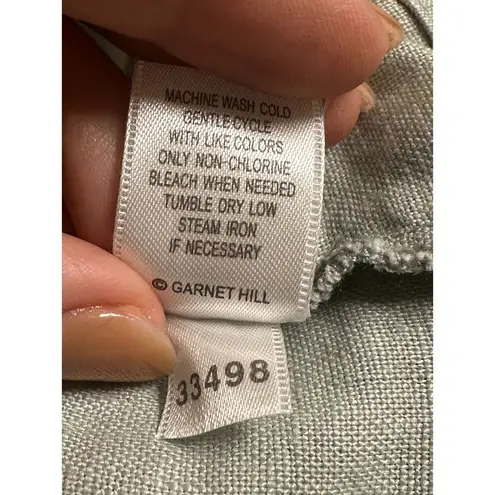 MACHINE WASH COLD
GENTLE CYCLE
WITH LIKE COLORS
ONLY NON-CHLORINE
BLEACH WHEN NEEDED
TUMBLE DRY LOW
STEAM IRON
IF NECESSARY
© GARNET HILL
33498